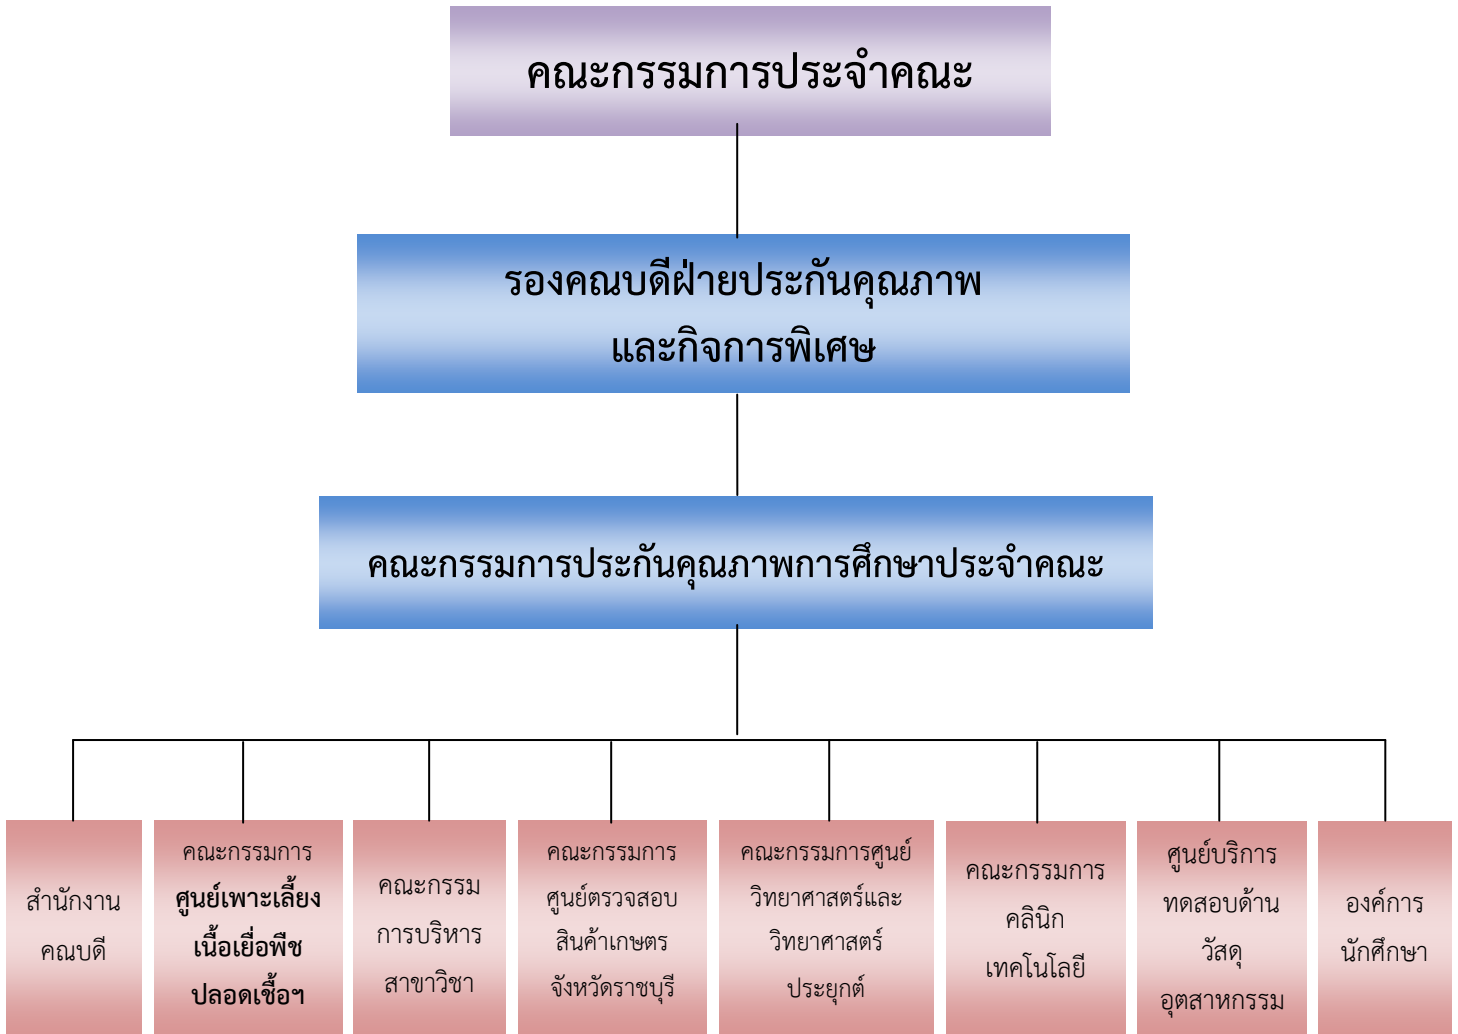 คณะกรรมการประจำคณะ
รองคณบดีฝ่ายประกันคุณภาพ
และกิจการพิเศษ
คณะกรรมการประกันคุณภาพการศึกษาประจำคณะ
สำนักงาน
คณบดี
คณะกรรมการ
ศูนย์เพาะเลี้ยง
เนื้อเยื่อพืช
ปลอดเชื้อฯ
คณะกรรม
การบริหาร
สาขาวิชา
คณะกรรมการ
ศูนย์ตรวจสอบ
สินค้าเกษตร
จังหวัดราชบุรี
คณะกรรมการศูนย์
วิทยาศาสตร์และ
วิทยาศาสตร์
ประยุกต์
คณะกรรมการ
คลินิก
เทคโนโลยี
ศูนย์บริการ
ทดสอบด้าน
วัสดุ
อุตสาหกรรม
องค์การ
นักศึกษา